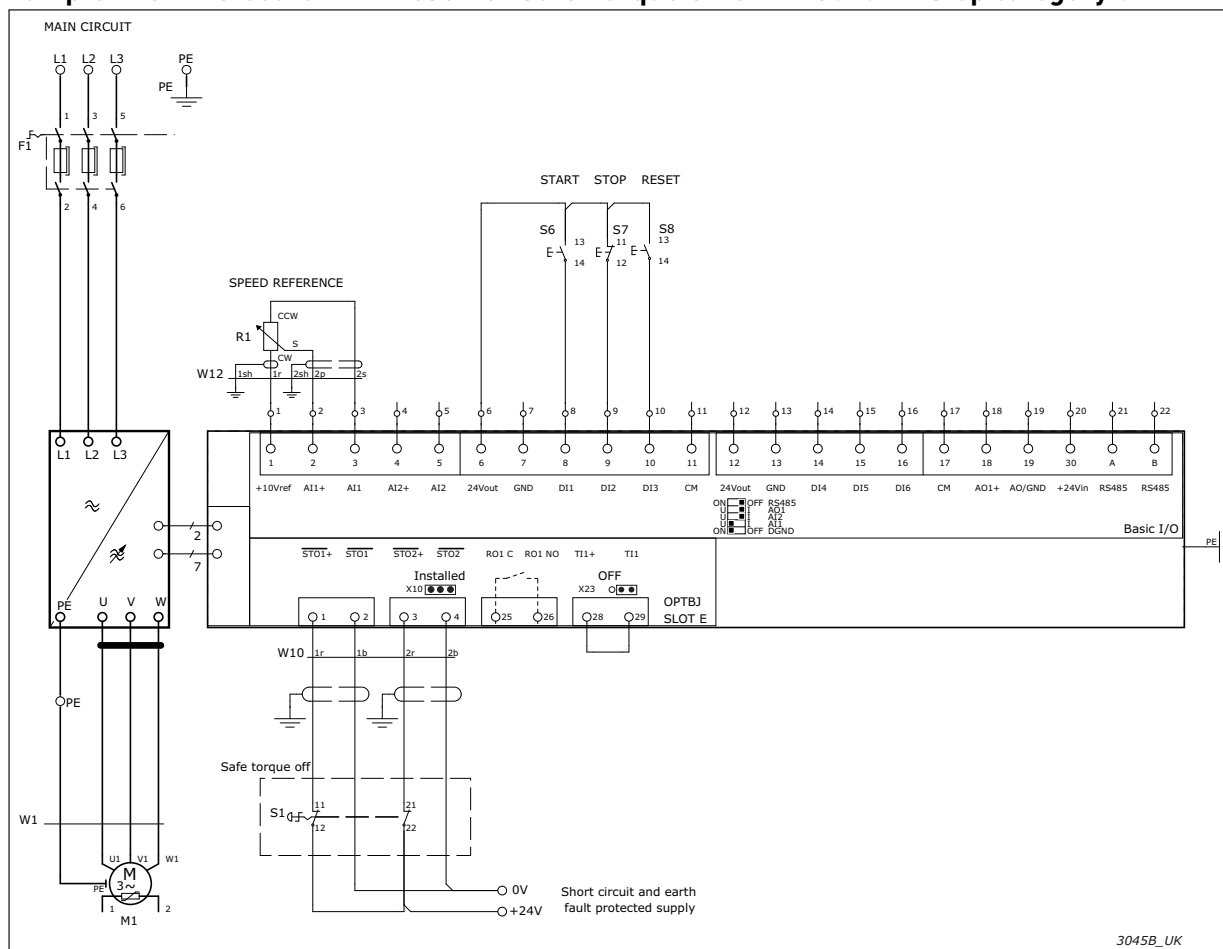 MAIN CIRCUIT
L1 L2 L3 PE
PE
1 3 5
F1
2 4 6
START STOP RESET
S6 S7 S8
13 11 13
14 12 14
SPEED REFERENCE
CCW
R1
S
CW
W12 1sh 1r 2sh 2p 2s
1 2 3 4 5 6 7 8 9 10 11 12 13 14 15 16 17 18 19 20 21 22
L1 L2 L3
1 2 3 4 5 6 7 8 9 10 11 12 13 14 15 16 17 18 19 30 A B
+10Vref AI1+ AI1 AI2+ AI2 24Vout GND DI1 DI2 DI3 CM 24Vout GND DI4 DI5 DI6 CM AO1+ AO/GND +24Vin RS485 RS485
ON OFF RS485
U I AO1
U I AI2
U I AI1
ON OFF DGND
Basic I/O
2
7
PE
STO1+ STO1 STO2+ STO2 RO1 C RO1 NO TI1+ TI1
Installed OFF
X10 X23
OPTBJ
SLOT E
PE U V W
1 2 3 4 25 26 28 29
W10 1r 1b 2r 2b
PE
Safe torque off
S1
11 21
12 22
W1
U1 V1 W1
M
3~
PE
1 2
M1
0V
+24V
Short circuit and earth
fault protected supply
3045B_UK